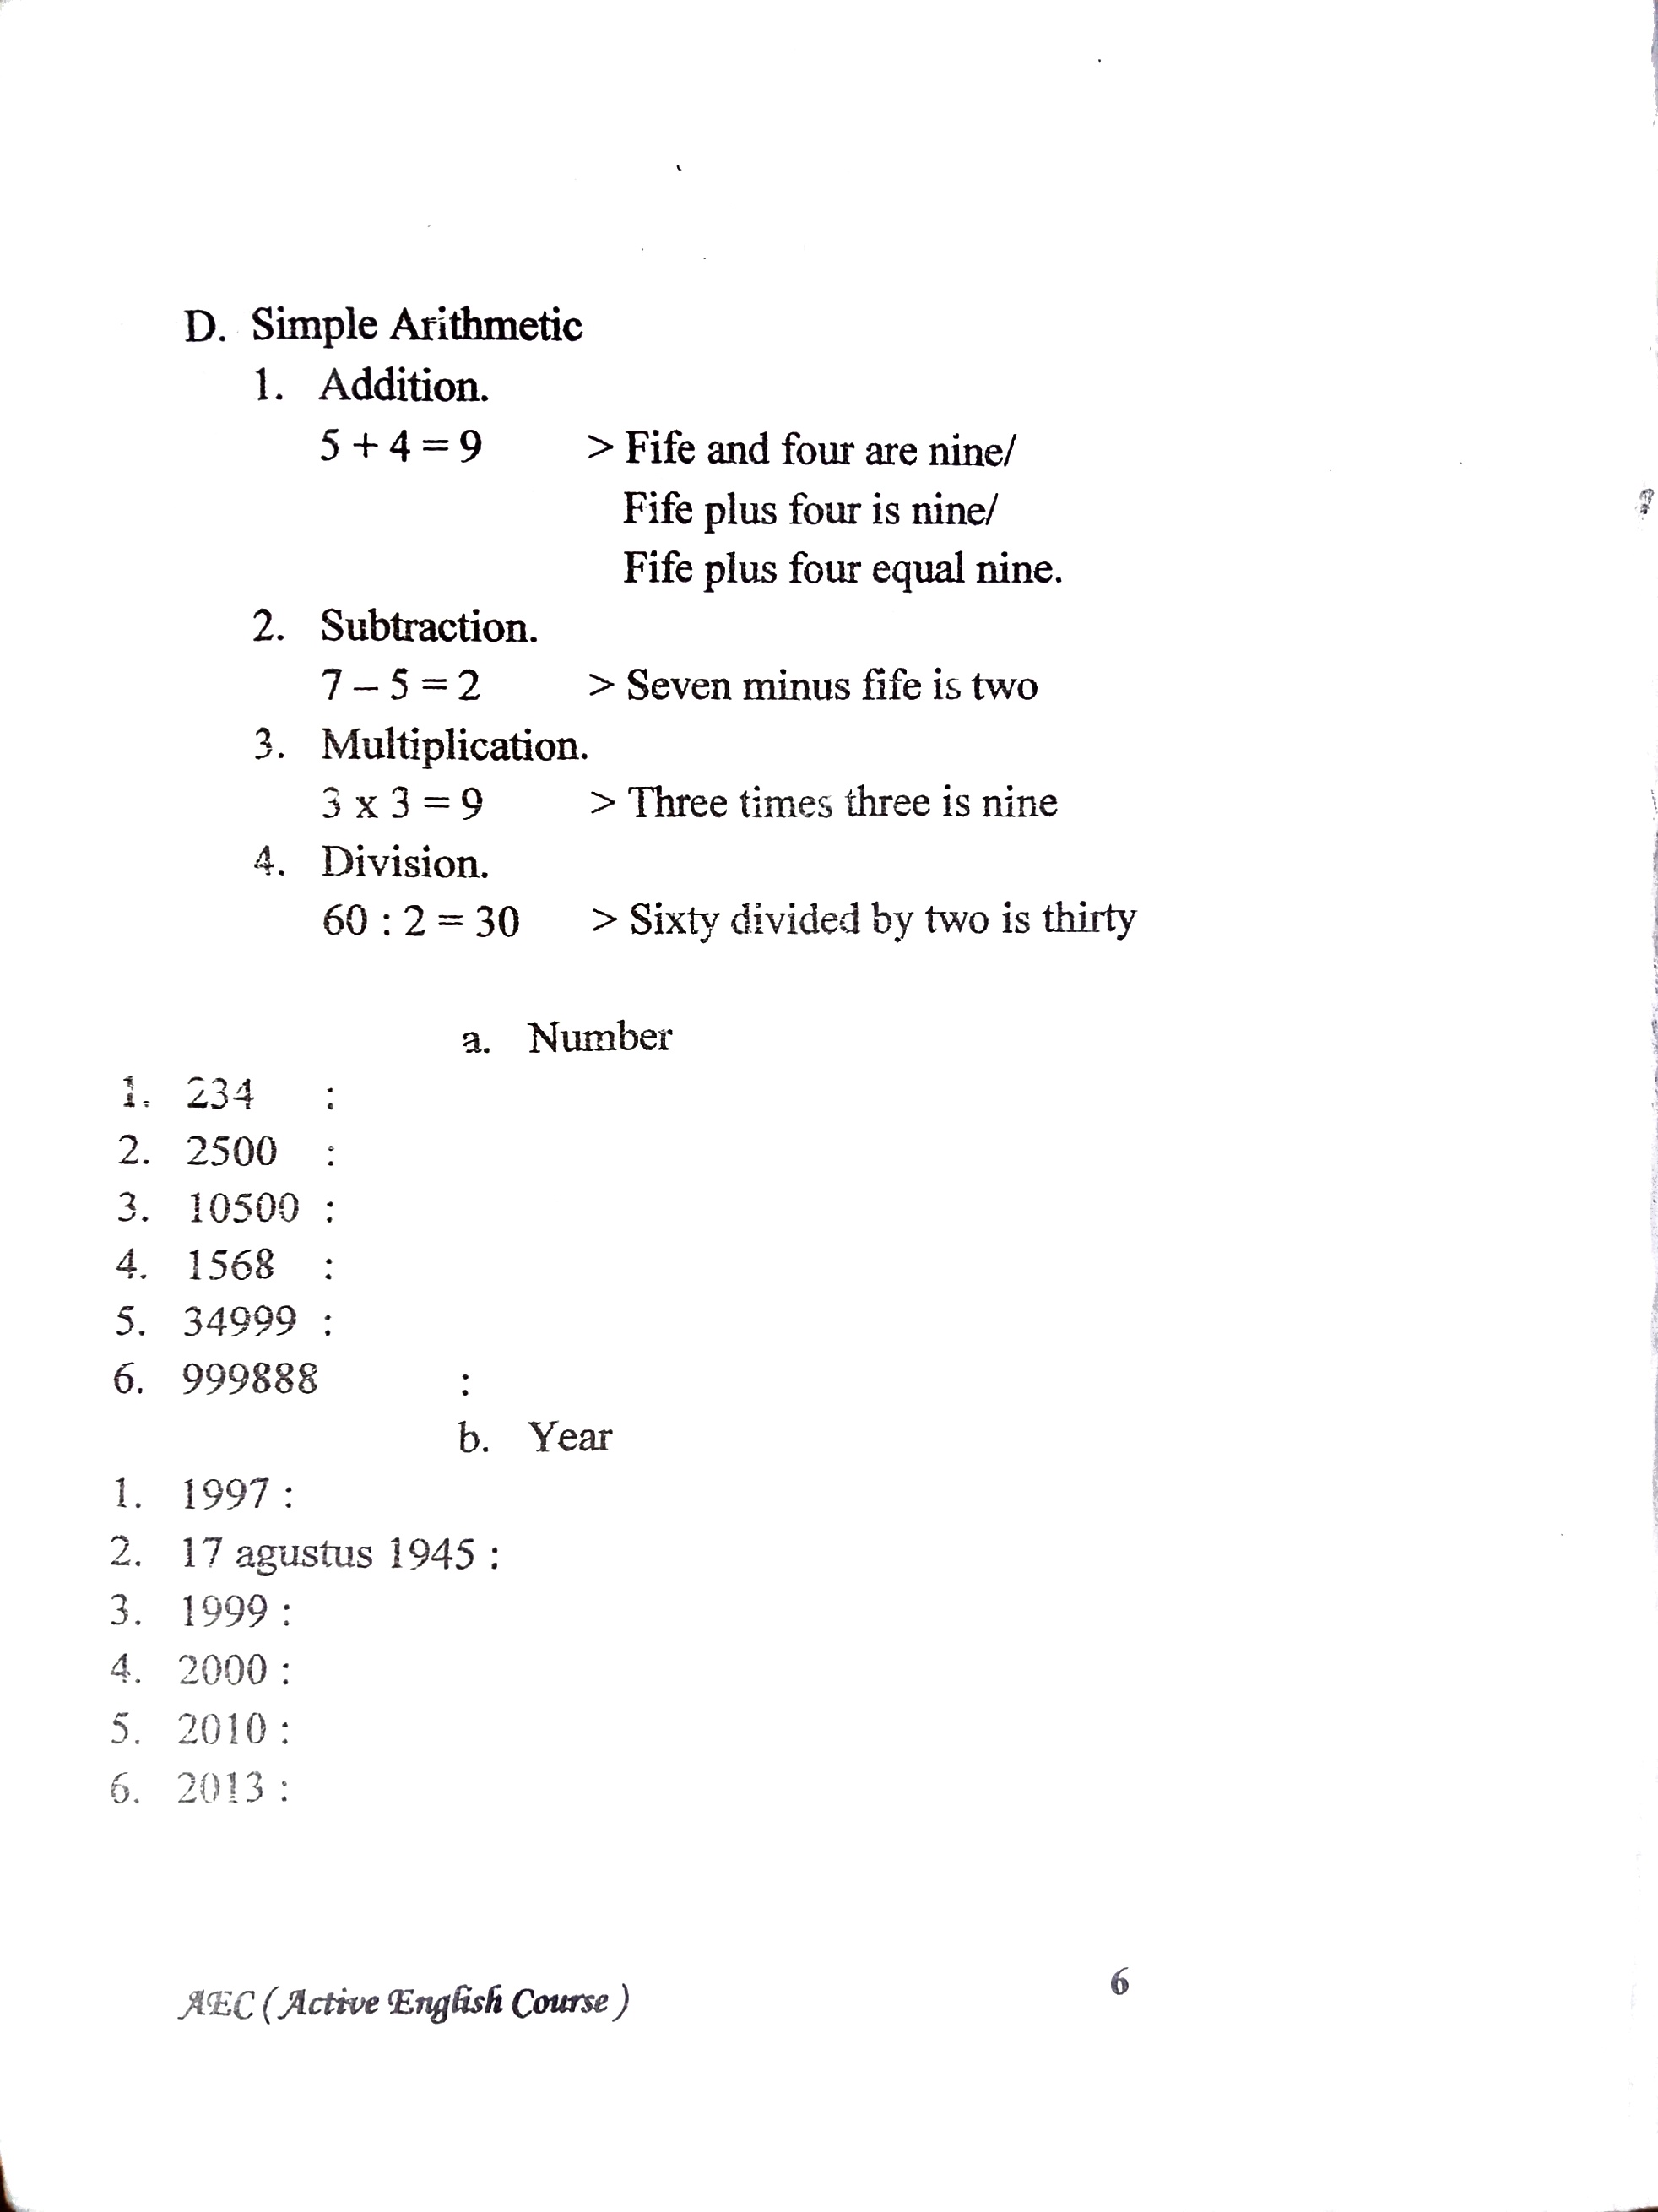 D. Simple Arithmetic
1. Addition.
5 + 4 = 9 > Fife and four are nine/
Fife plus four is nine/
Fife plus four equal nine.
2. Subtraction.
7 – 5 = 2 > Seven minus fife is two
3. Multiplication.
3 x 3 = 9 > Three times three is nine
4. Division.
60 : 2 = 30 > Sixty divided by two is thirty
a. Number
1. 234 :
2. 2500 :
3. 10500 :
4. 1568 :
5. 34999 :
6. 999888 :
b. Year
1. 1997 :
2. 17 agustus 1945 :
3. 1999 :
4. 2000 :
5. 2010 :
6. 2013 :
AEC ( Active English Course ) 6